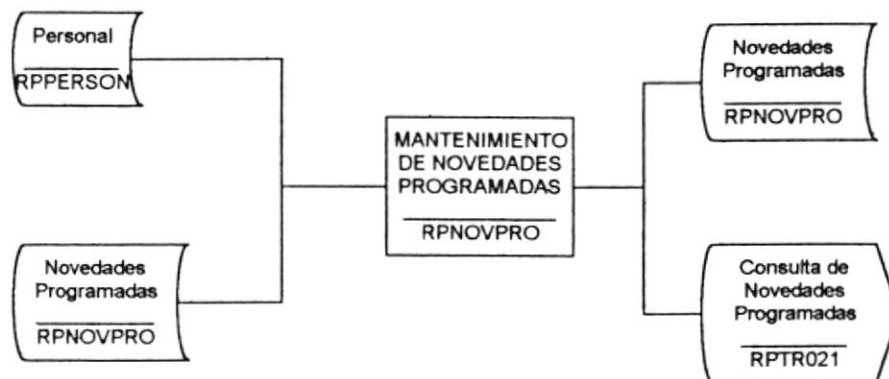 Personal
RPPERSON
Novedades
Programadas
RPNOVPRO
MANTENIMIENTO
DE NOVEDADES
PROGRAMADAS
RPNOVPRO
Novedades
Programadas
RPNOVPRO
Consulta de
Novedades
Programadas
RPTR021